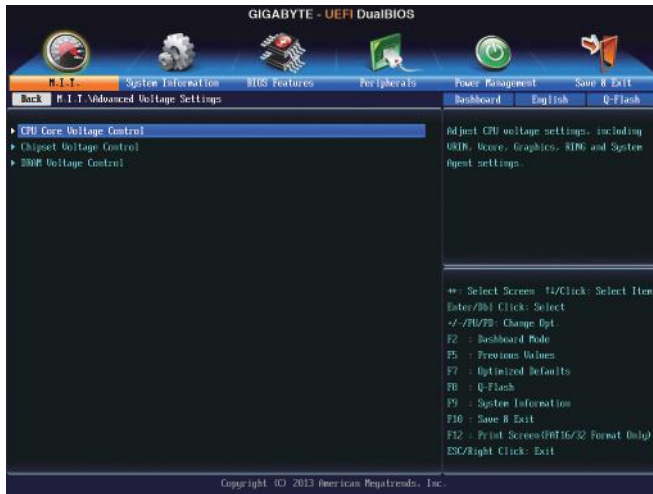 GIGABYTE - UEFI DualBIOS
M.I.T. System Information BIOS Features Peripherals Power Management Save & Exit
Back M.I.T.\Advanced Voltage Settings Dashboard English Q-Flash
CPU Core Voltage Control
Chipset Voltage Control
DRAM Voltage Control
Adjust CPU voltage settings, including
VRIN, Vcore, Graphics, RING and System
Agent settings.
↔: Select Screen ↑↓/Click: Select Item
Enter/Dbl Click: Select
+/-/PU/PD: Change Opt.
F2 : Dashboard Mode
F5 : Previous Values
F7 : Optimized Defaults
F8 : Q-Flash
F9 : System Information
F10 : Save & Exit
F12 : Print Screen(FAT16/32 Format Only)
ESC/Right Click: Exit
Copyright (C) 2013 American Megatrends, Inc.